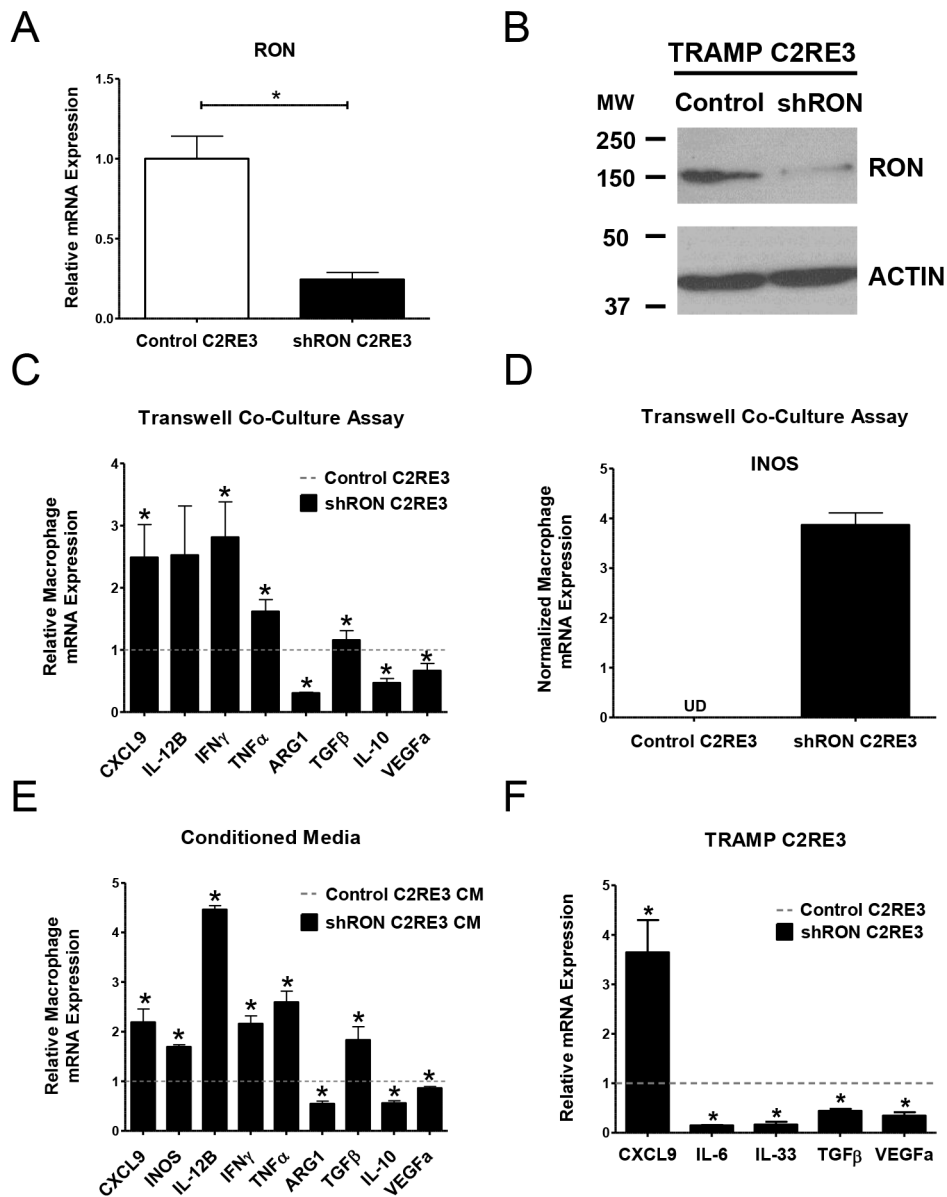 A
RON
Relative mRNA Expression
1.5
1.0
0.5
0.0
*
Control C2RE3
shRON C2RE3
B
TRAMP C2RE3
MW
Control
shRON
250
150
RON
50
37
ACTIN
C
Transwell Co-Culture Assay
Relative Macrophage
mRNA Expression
4
3
2
1
0
Control C2RE3
shRON C2RE3
*
*
*
*
*
*
*
CXCL9
IL-12B
IFNγ
TNFα
ARG1
TGFβ
IL-10
VEGFa
D
Transwell Co-Culture Assay
INOS
Normalized Macrophage
mRNA Expression
5
4
3
2
1
0
UD
Control C2RE3
shRON C2RE3
E
Conditioned Media
Relative Macrophage
mRNA Expression
5
4
3
2
1
0
Control C2RE3 CM
shRON C2RE3 CM
*
*
*
*
*
*
*
*
*
CXCL9
INOS
IL-12B
IFNγ
TNFα
ARG1
TGFβ
IL-10
VEGFa
F
TRAMP C2RE3
Relative mRNA Expression
5
4
3
2
1
0
Control C2RE3
shRON C2RE3
*
*
*
*
*
CXCL9
IL-6
IL-33
TGFβ
VEGFa